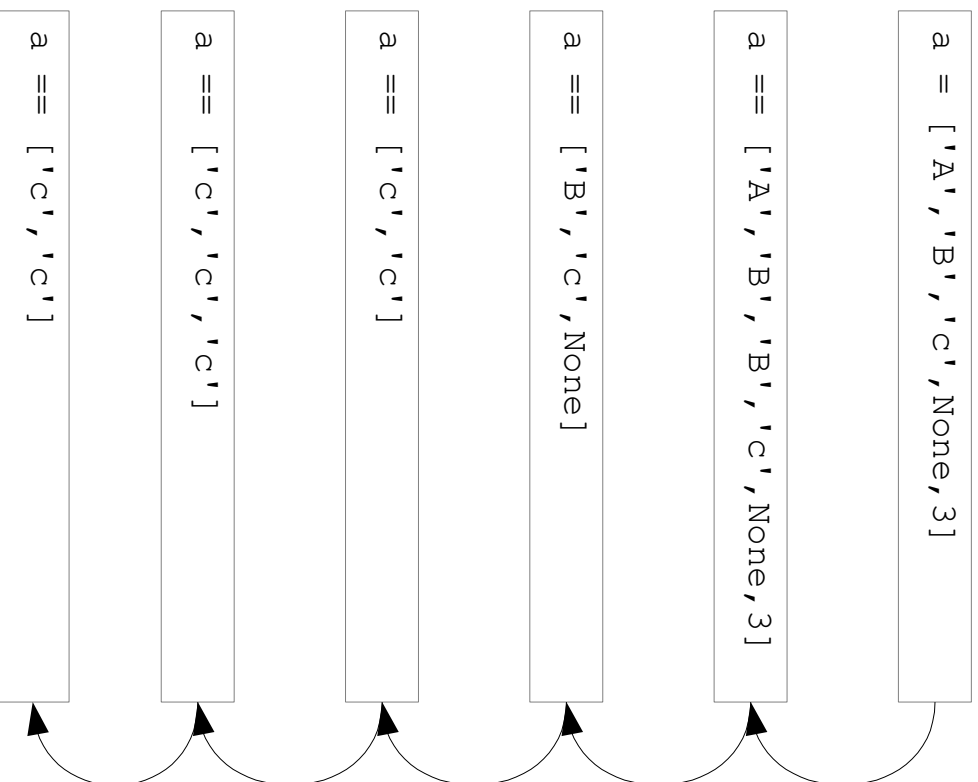 a = ['A','B','c',None,3]
a == ['A','B','B','c',None,3]
a == ['B','c',None]
a == ['c','c']
a == ['c','c','c']
a == ['c','c']